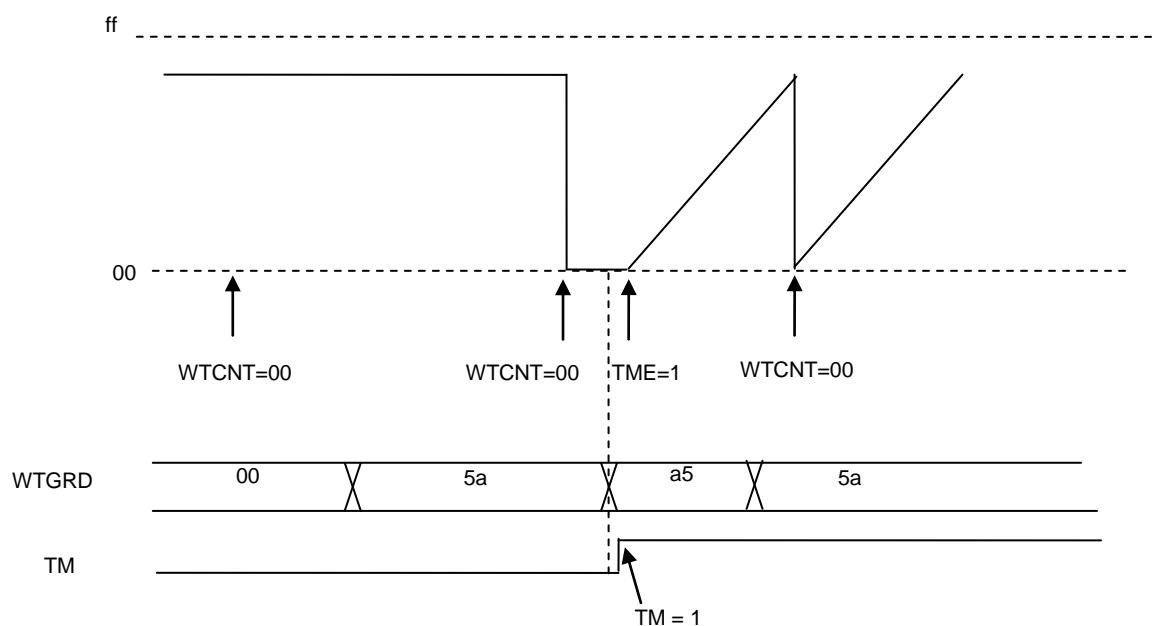 ff
00
WTCNT=00
WTCNT=00
TME=1
WTCNT=00
WTGRD
00
5a
a5
5a
TM
TM = 1